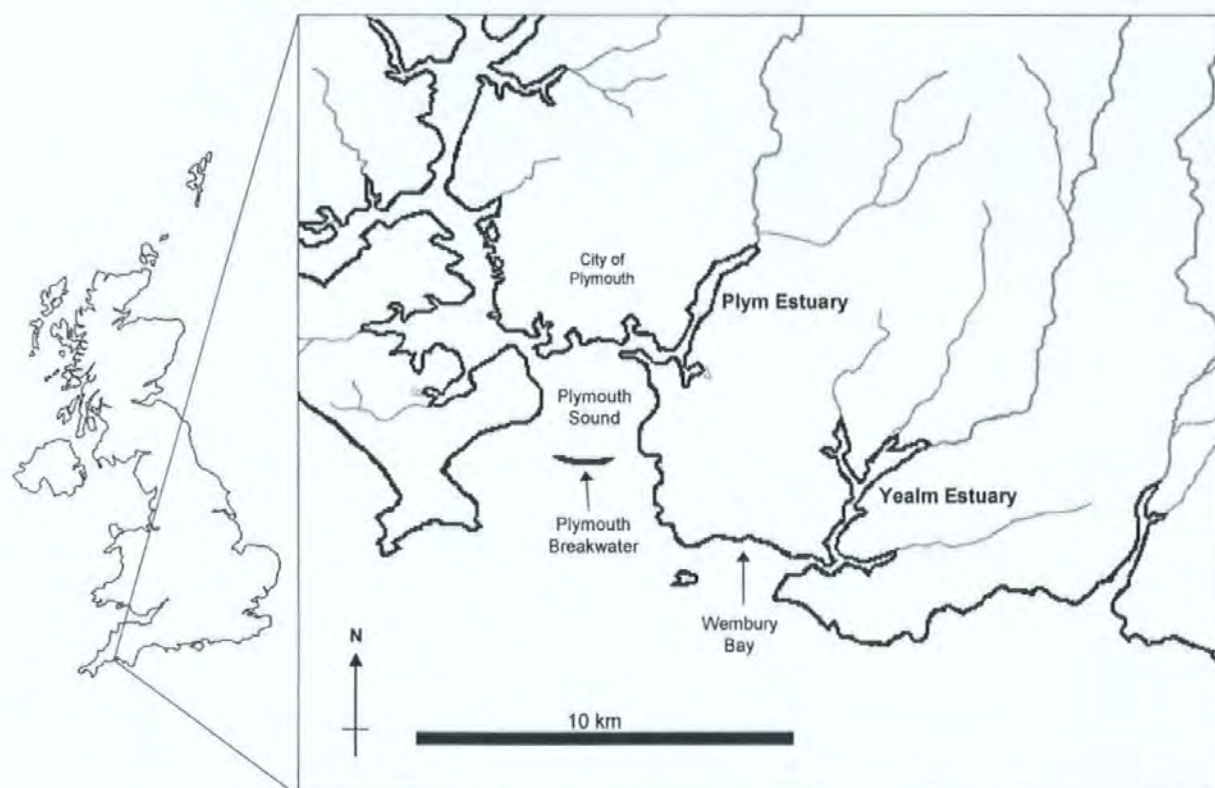 City of
Plymouth
Plym Estuary
Plymouth
Sound
Yealm Estuary
Plymouth
Breakwater
Wembury
Bay
N
10 km